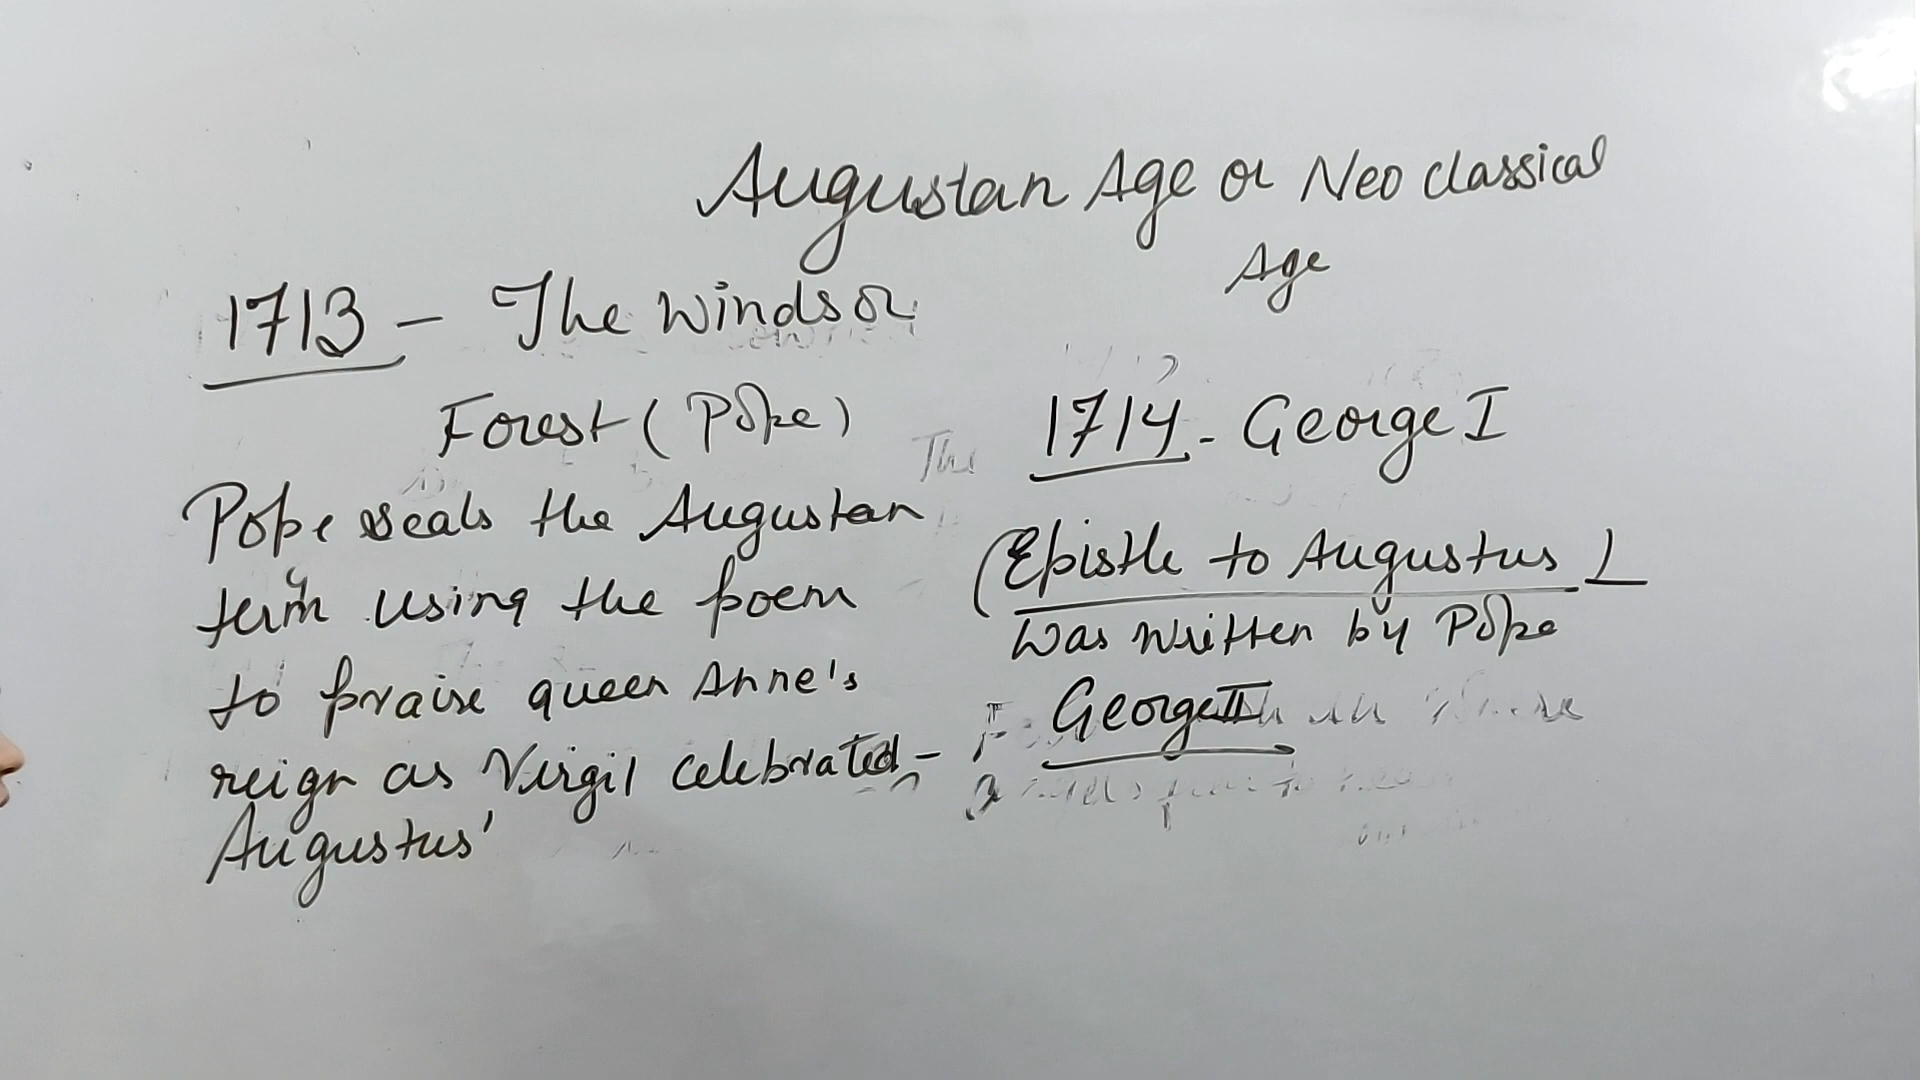 Augustan Age or Neo classical
Age
1713 - The Windsor
Forest (Pope)
Pope seals the Augustan
term using the poem
to praise queen Anne's
reign as Virgil celebrated -
Augustus'
The
1714 - George I
(Epistle to Augustus)
was written by Pope
George II